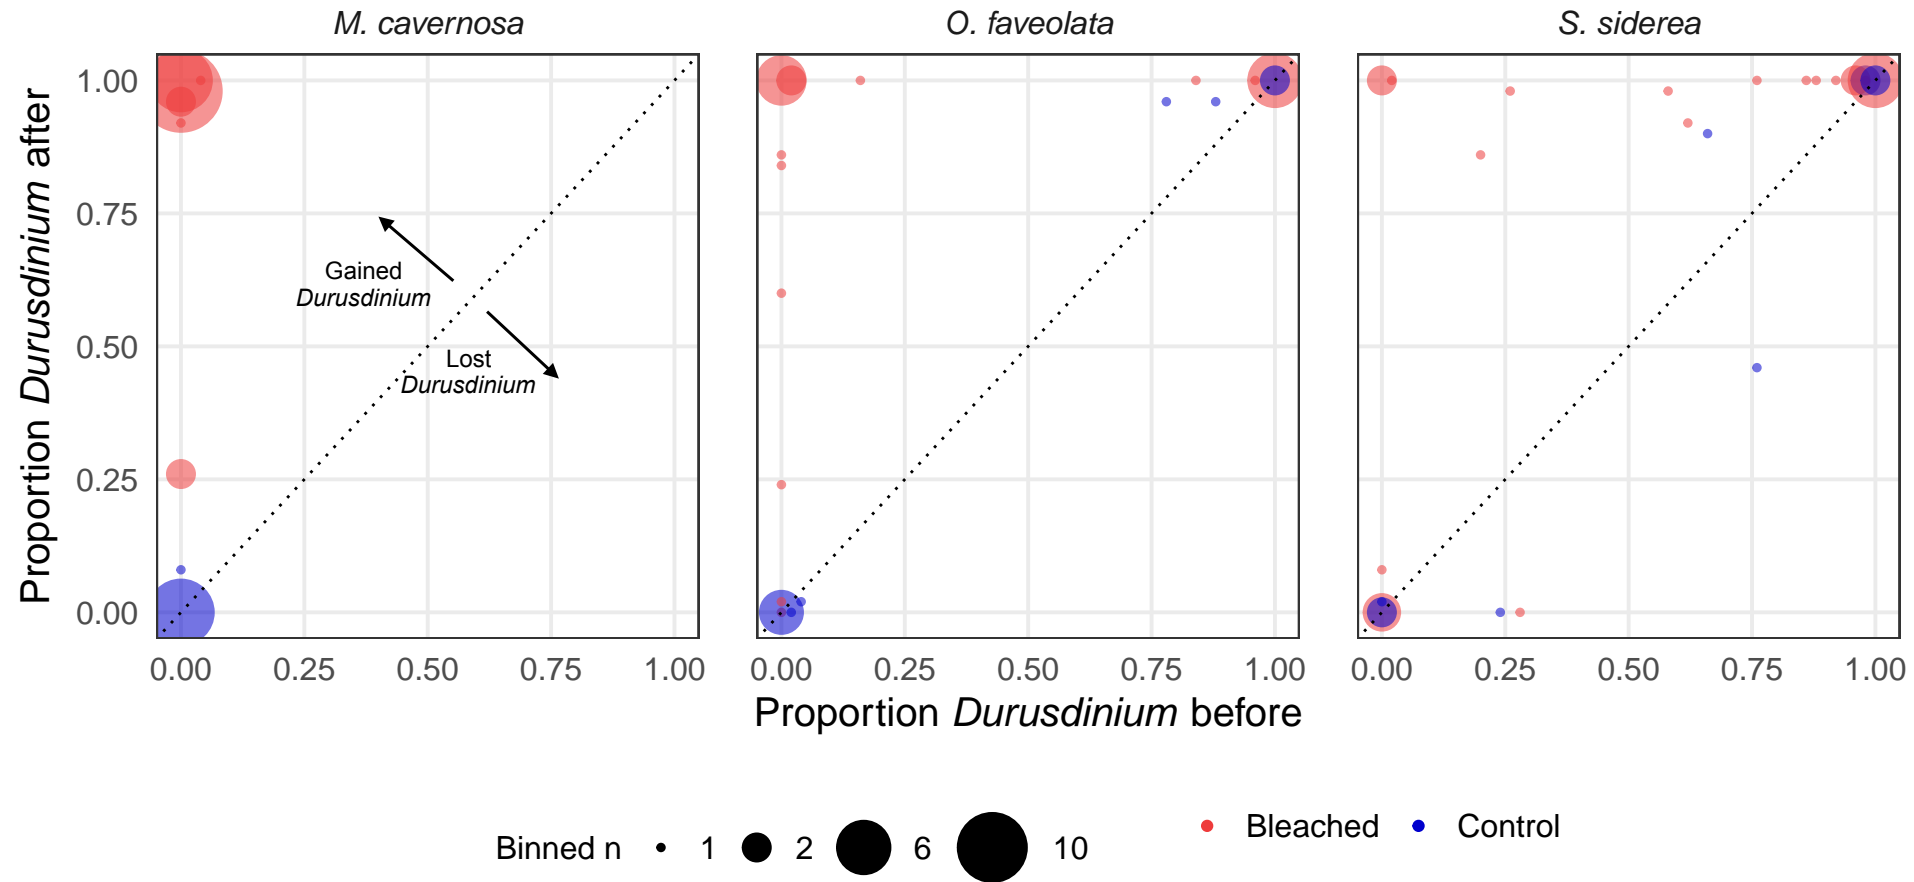 M. cavernosa
O. faveolata
S. siderea
Proportion Durusdinium after
1.00
0.75
0.50
0.25
0.00
Gained
Durusdinium
Lost
Durusdinium
0.00 0.25 0.50 0.75 1.00
0.00 0.25 0.50 0.75 1.00
0.00 0.25 0.50 0.75 1.00
Proportion Durusdinium before
Binned n 1 2 6 10
Bleached Control